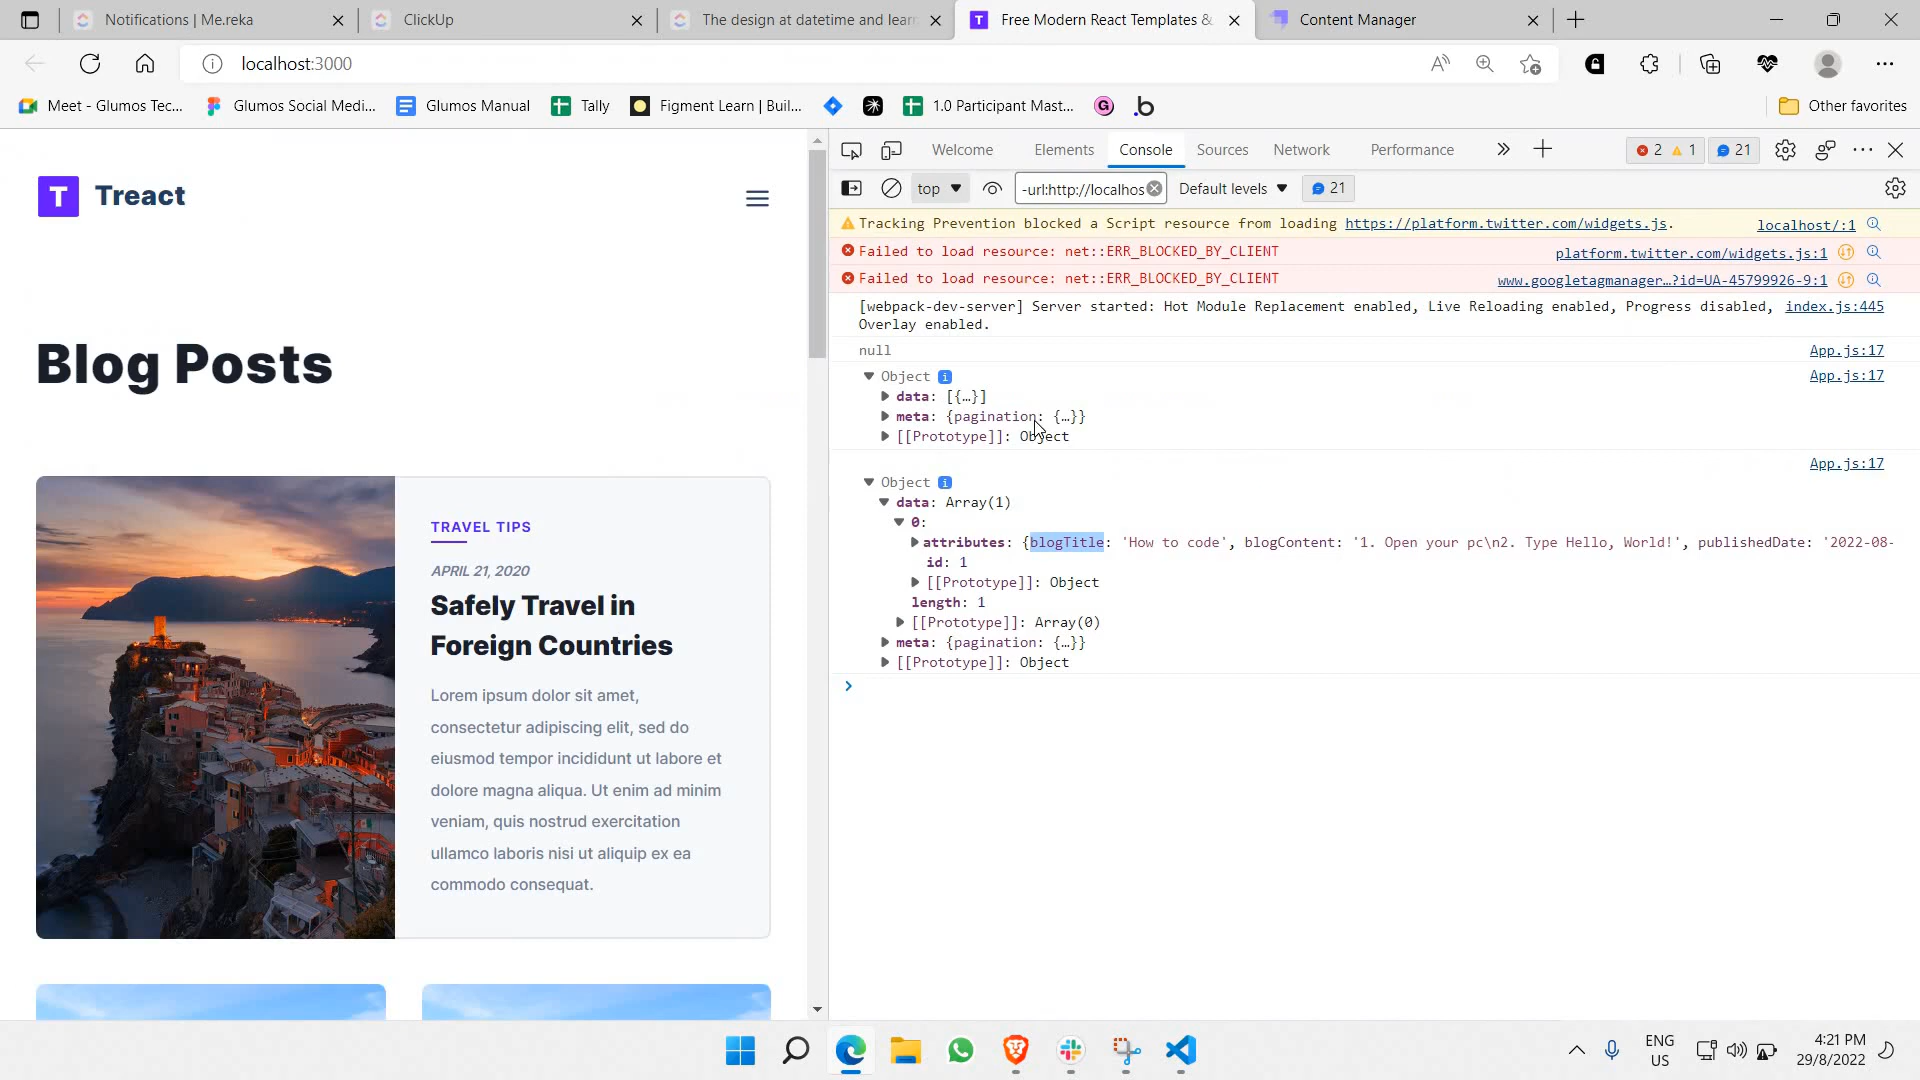 Notifications | Me.reka
ClickUp
The design at datetime and lear
Free Modern React Templates &
Content Manager
localhost:3000
Meet - Glumos Tec...
Glumos Social Medi...
Glumos Manual
Tally
Figment Learn | Buil...
1.0 Participant Mast...
G
b
Other favorites
T Treact
Blog Posts
TRAVEL TIPS
APRIL 21, 2020
Safely Travel in
Foreign Countries
Lorem ipsum dolor sit amet,
consectetur adipiscing elit, sed do
eiusmod tempor incididunt ut labore et
dolore magna aliqua. Ut enim ad minim
veniam, quis nostrud exercitation
ullamco laboris nisi ut aliquip ex ea
commodo consequat.
Welcome Elements Console Sources Network Performance 2 1 21
top -url:http://localhos Default levels 21
Tracking Prevention blocked a Script resource from loading https://platform.twitter.com/widgets.js. localhost/:1
Failed to load resource: net::ERR_BLOCKED_BY_CLIENT platform.twitter.com/widgets.js:1
Failed to load resource: net::ERR_BLOCKED_BY_CLIENT www.googletagmanager…?id=UA-45799926-9:1
[webpack-dev-server] Server started: Hot Module Replacement enabled, Live Reloading enabled, Progress disabled, index.js:445
Overlay enabled.
null App.js:17
Object i App.js:17
data: [{…}]
meta: {pagination: {…}}
[[Prototype]]: Object
App.js:17
Object i
data: Array(1)
0:
attributes: {blogTitle: 'How to code', blogContent: '1. Open your pc\n2. Type Hello, World!', publishedDate: '2022-08-
id: 1
[[Prototype]]: Object
length: 1
[[Prototype]]: Array(0)
meta: {pagination: {…}}
[[Prototype]]: Object
ENG
US
4:21 PM
29/8/2022